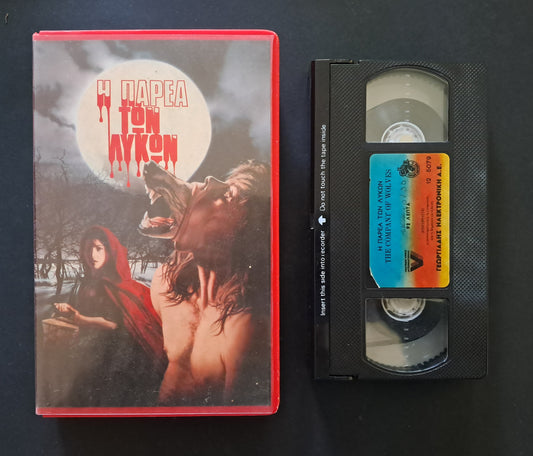 Η ΠΑΡΕΑ
ΤΩΝ
ΛΥΚΩΝ
Insert this side into recorder
Do not touch the tape inside
Η ΠΑΡΕΑ ΤΩΝ ΛΥΚΩΝ
THE COMPANY OF WOLVES
ΓΕΩΡΓΙΑΔΗΣ ΗΛΕΚΤΡΟΝΙΚΗ Α.Ε.